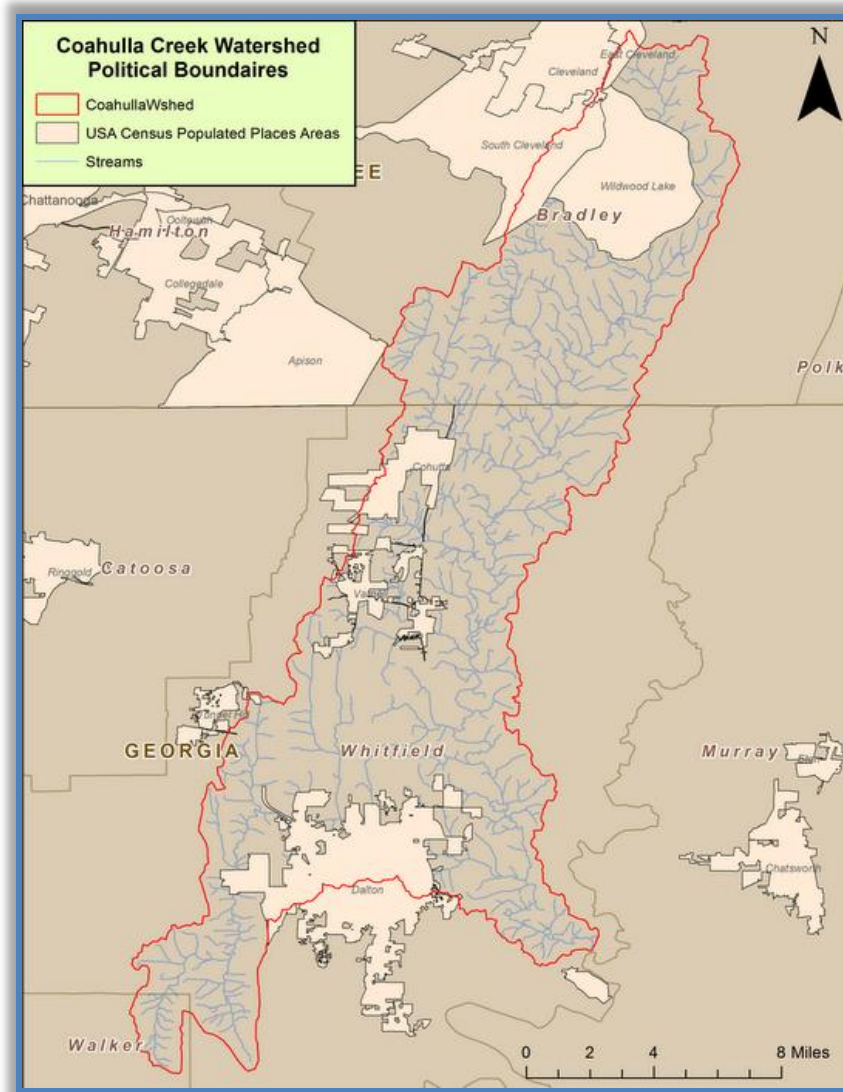 Coahulla Creek Watershed
Political Boundaires
CoahullaWshed
USA Census Populated Places Areas
Streams
N
East Cleveland
Cleveland
South Cleveland
EE
Wildwood Lake
Chattanooga
Ooltewah
Bradley
Hamilton
Collegedale
Apison
Polk
Cohutta
Ringgold
Catoosa
GEORGIA
Whitfield
Murray
Chatsworth
Dalton
Walker
0 2 4 8 Miles